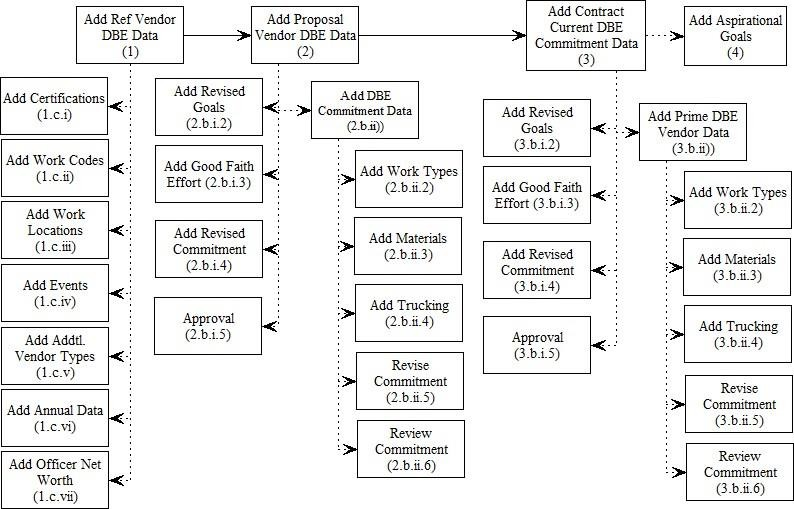 Add Ref Vendor
DBE Data
(1)
Add Proposal
Vendor DBE Data
(2)
Add Contract
Current DBE
Commitment Data
(3)
Add Aspirational
Goals
(4)
Add Certifications
(1.c.i)
Add Work Codes
(1.c.ii)
Add Work
Locations
(1.c.iii)
Add Events
(1.c.iv)
Add Addtl.
Vendor Types
(1.c.v)
Add Annual Data
(1.c.vi)
Add Officer Net
Worth
(1.c.vii)
Add Revised
Goals
(2.b.i.2)
Add Good Faith
Effort (2.b.i.3)
Add Revised
Commitment
(2.b.i.4)
Approval
(2.b.i.5)
Add DBE
Commitment Data
(2.b.ii))
Add Work Types
(2.b.ii.2)
Add Materials
(2.b.ii.3)
Add Trucking
(2.b.ii.4)
Revise
Commitment
(2.b.ii.5)
Review
Commitment
(2.b.ii.6)
Add Revised
Goals
(3.b.i.2)
Add Good Faith
Effort (3.b.i.3)
Add Revised
Commitment
(3.b.i.4)
Approval
(3.b.i.5)
Add Prime DBE
Vendor Data
(3.b.ii))
Add Work Types
(3.b.ii.2)
Add Materials
(3.b.ii.3)
Add Trucking
(3.b.ii.4)
Revise
Commitment
(3.b.ii.5)
Review
Commitment
(3.b.ii.6)